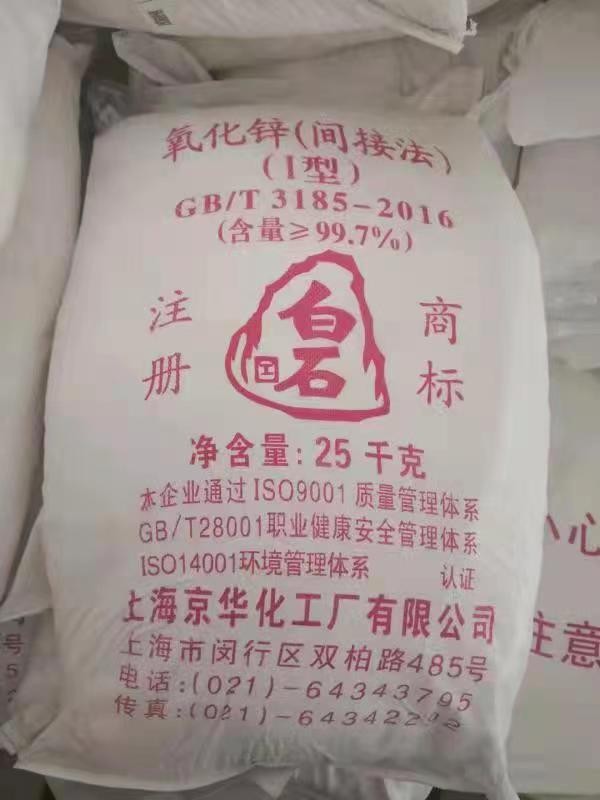 氧化锌(间接法)
(I型)
GB/T 3185-2016
(含量≥99.7%)
注册
商标
白石
净含量: 25 千克
本企业通过ISO9001质量管理体系
GB/T28001职业健康安全管理体系
ISO14001环境管理体系 认证
上海京华化工厂有限公司
上海市闵行区双柏路485号
电话:(021)-64343795
传真:(021)-64342292
小心
注意